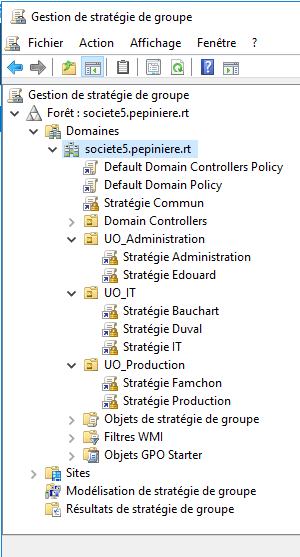 Gestion de stratégie de groupe
Fichier Action Affichage Fenêtre ?
Gestion de stratégie de groupe
Forêt : societe5.pepiniere.rt
Domaines
societe5.pepiniere.rt
Default Domain Controllers Policy
Default Domain Policy
Stratégie Commun
Domain Controllers
UO_Administration
Stratégie Administration
Stratégie Edouard
UO_IT
Stratégie Bauchart
Stratégie Duval
Stratégie IT
UO_Production
Stratégie Famchon
Stratégie Production
Objets de stratégie de groupe
Filtres WMI
Objets GPO Starter
Sites
Modélisation de stratégie de groupe
Résultats de stratégie de groupe